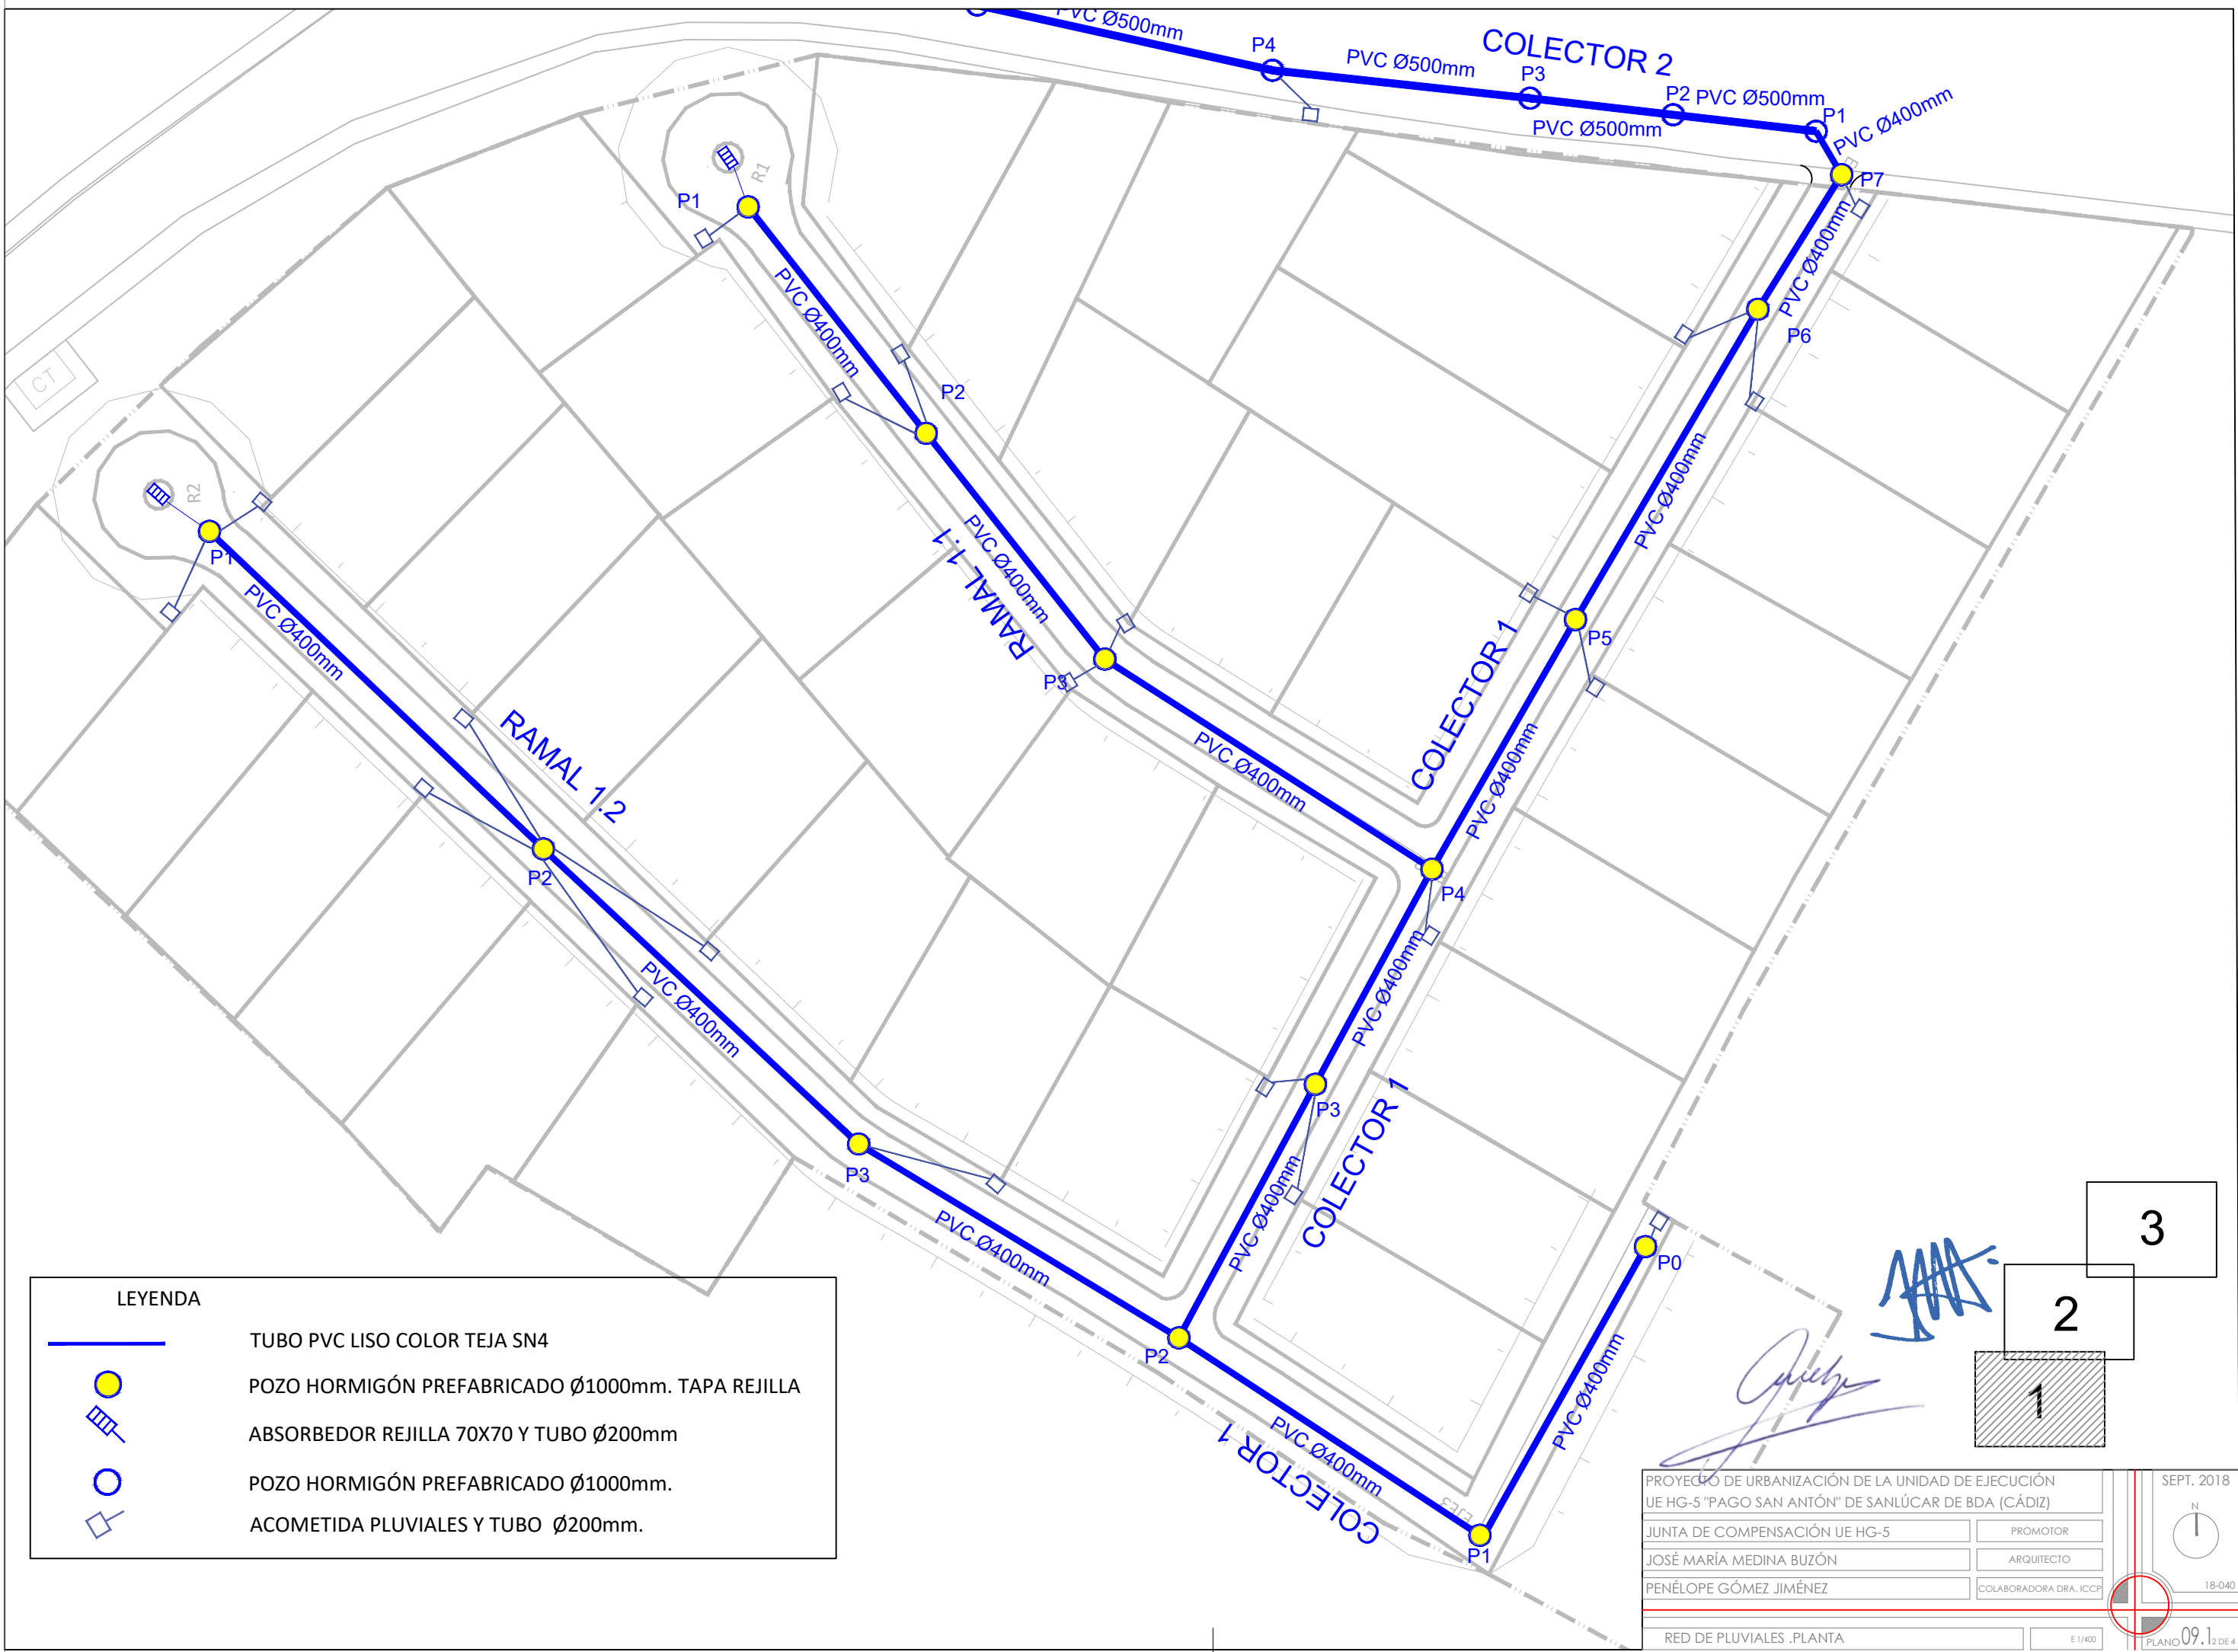 PVC Ø500mm
P4
PVC Ø500mm
COLECTOR 2
P3
PVC Ø500mm
P2
PVC Ø500mm
P1
PVC Ø400mm
P7
PVC Ø400mm
P6
PVC Ø400mm
P5
COLECTOR 1
PVC Ø400mm
P4
PVC Ø400mm
P3
COLECTOR 1
PVC Ø400mm
P2
PVC Ø400mm
COLECTOR 1
EJE3
P1
PVC Ø400mm
P0
R1
P1
PVC Ø400mm
P2
PVC Ø400mm
RAMAL 1.1
P3
PVC Ø400mm
CT
R2
P1
PVC Ø400mm
RAMAL 1.2
P2
PVC Ø400mm
P3
PVC Ø400mm
LEYENDA
TUBO PVC LISO COLOR TEJA SN4
POZO HORMIGÓN PREFABRICADO Ø1000mm. TAPA REJILLA
ABSORBEDOR REJILLA 70X70 Y TUBO Ø200mm
POZO HORMIGÓN PREFABRICADO Ø1000mm.
ACOMETIDA PLUVIALES Y TUBO Ø200mm.
3
2
1
PROYECTO DE URBANIZACIÓN DE LA UNIDAD DE EJECUCIÓN
UE HG-5 "PAGO SAN ANTÓN" DE SANLÚCAR DE BDA (CÁDIZ)
JUNTA DE COMPENSACIÓN UE HG-5
PROMOTOR
JOSÉ MARÍA MEDINA BUZÓN
ARQUITECTO
PENÉLOPE GÓMEZ JIMÉNEZ
COLABORADORA DRA. ICCP
RED DE PLUVIALES .PLANTA
E 1/400
SEPT. 2018
N
18-040
PLANO 09.1 2 DE 4